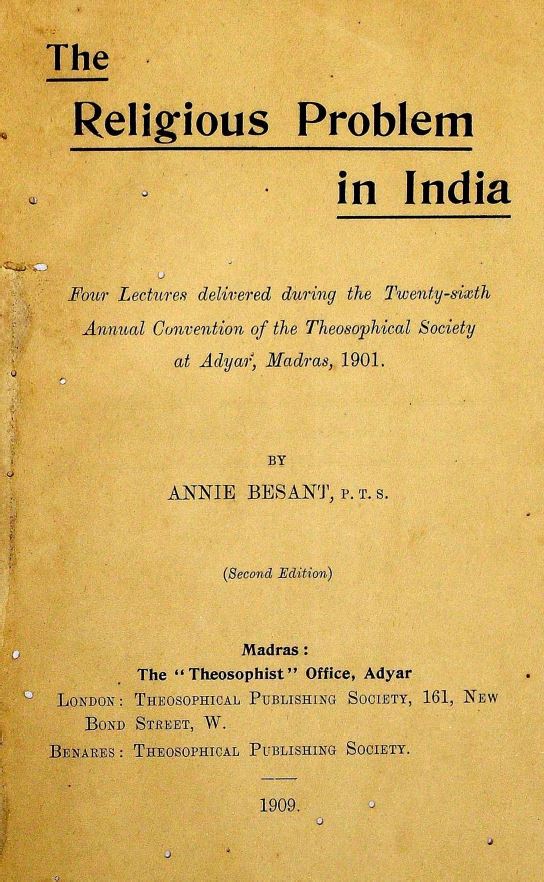 The
Religious Problem
in India
Four Lectures delivered during the Twenty-sixth
Annual Convention of the Theosophical Society
at Adyar, Madras, 1901.
BY
ANNIE BESANT, P. T. S.
(Second Edition)
Madras :
The “Theosophist” Office, Adyar
LONDON : THEOSOPHICAL PUBLISHING SOCIETY, 161, NEW
BOND STREET, W.
BENARES : THEOSOPHICAL PUBLISHING SOCIETY.
1909.